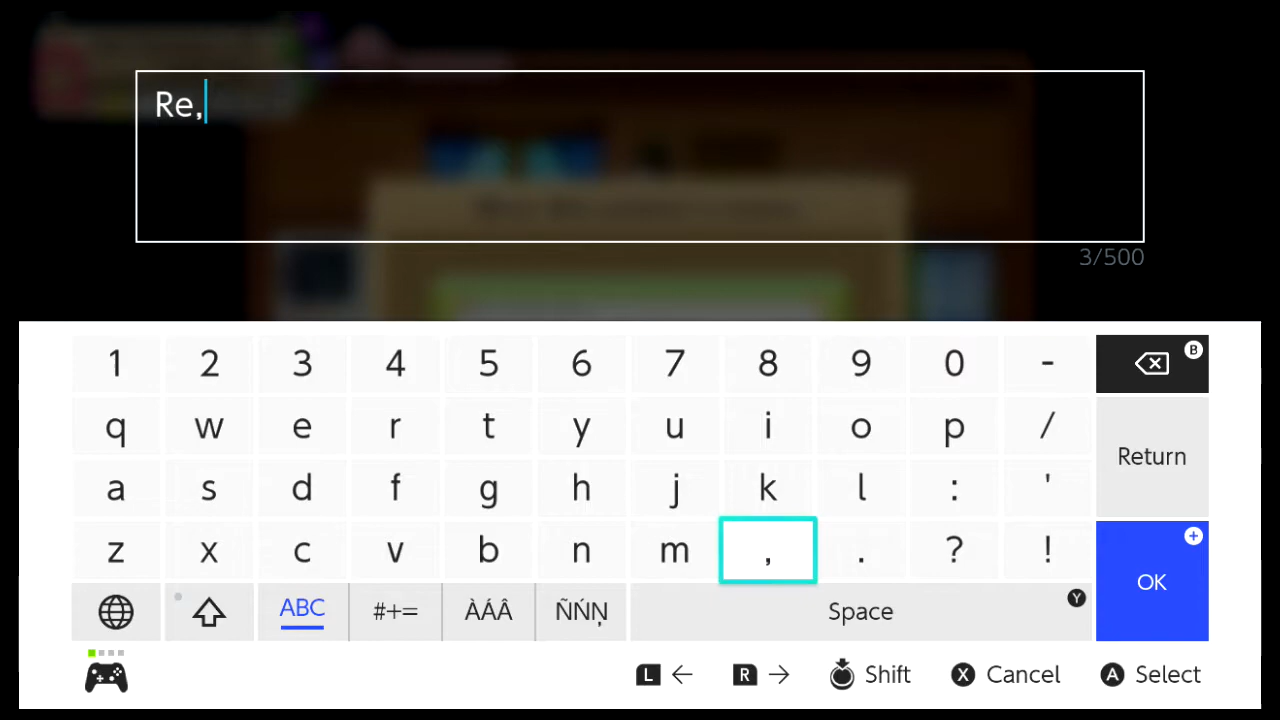 Re,
3/500
1 2 3 4 5 6 7 8 9 0 -
B
q w e r t y u i o p /
Return
a s d f g h j k l : '
z x c v b n m , . ? !
+
OK
ABC #+= ÀÁÂ ÑŃŅ Space Y
L ← R → Shift X Cancel A Select